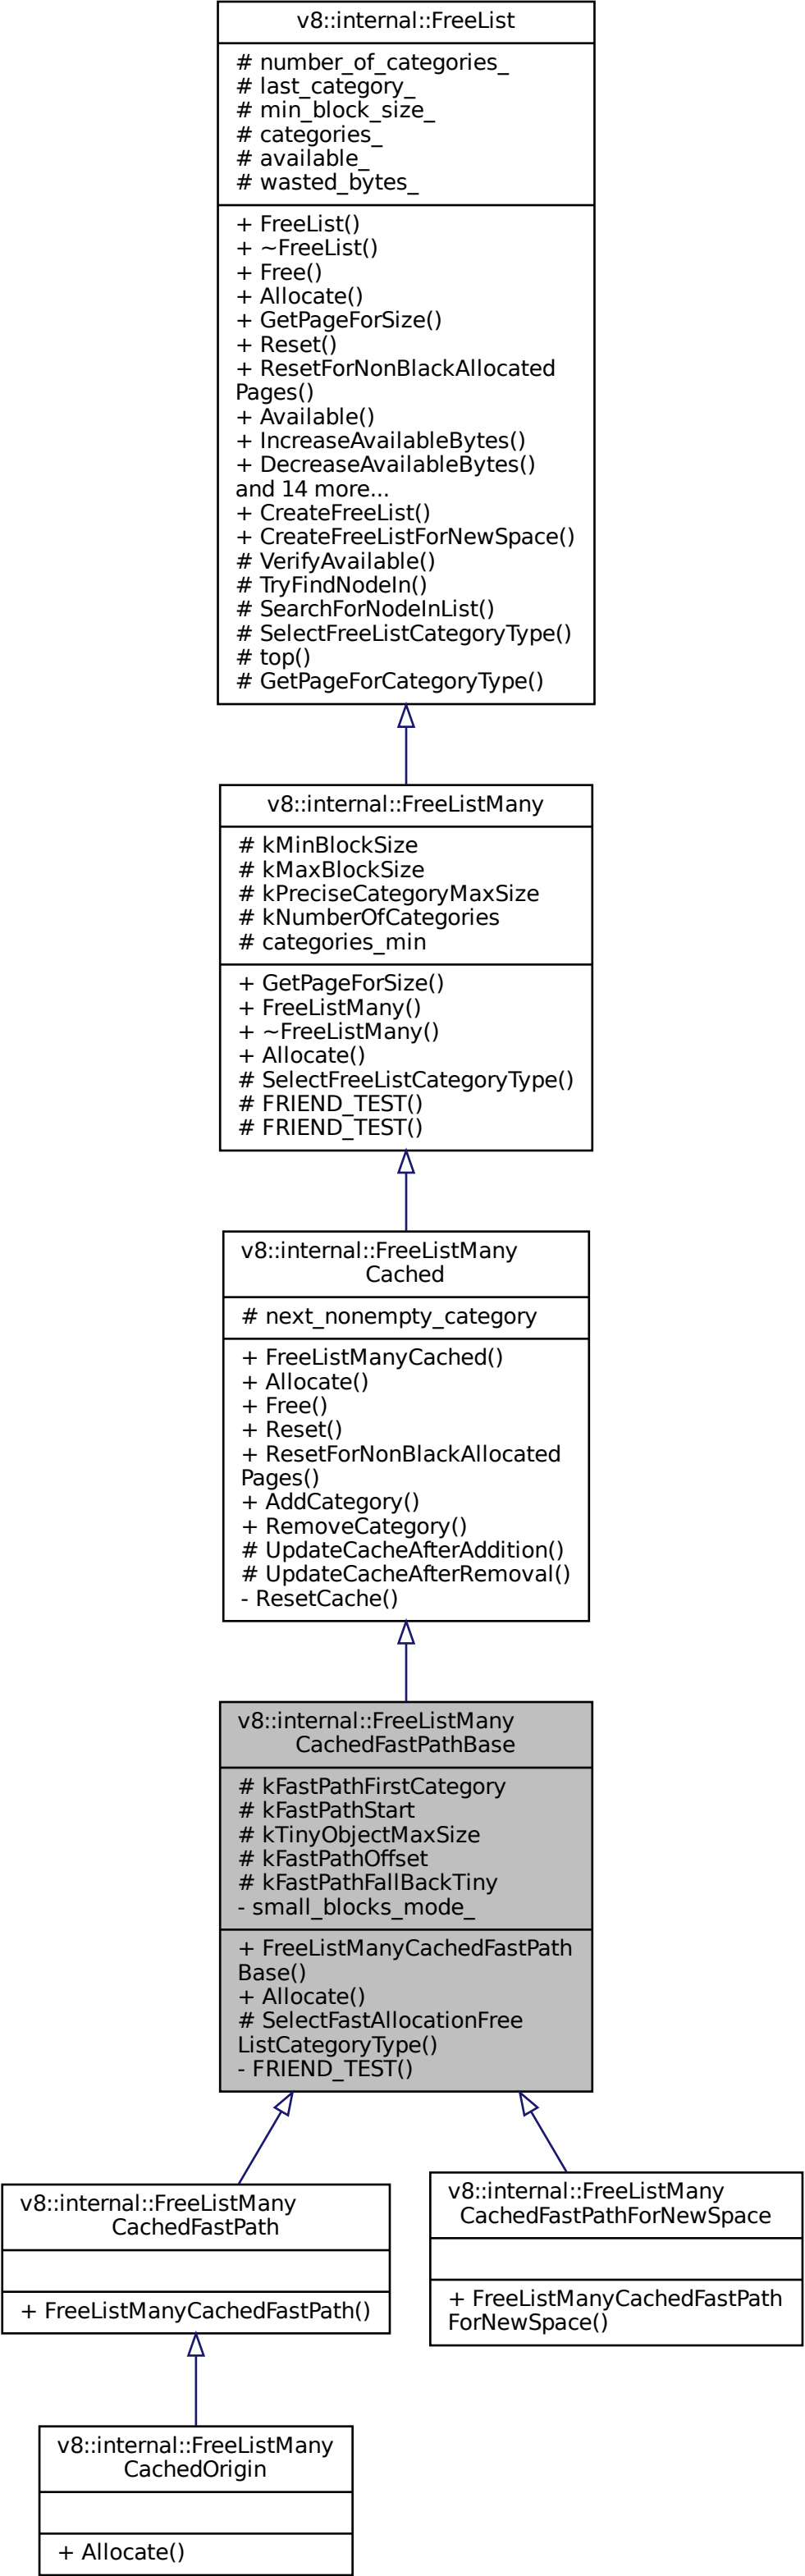 v8::internal::FreeList
# number_of_categories_
# last_category_
# min_block_size_
# categories_
# available_
# wasted_bytes_
+ FreeList()
+ ~FreeList()
+ Free()
+ Allocate()
+ GetPageForSize()
+ Reset()
+ ResetForNonBlackAllocated
Pages()
+ Available()
+ IncreaseAvailableBytes()
+ DecreaseAvailableBytes()
and 14 more...
+ CreateFreeList()
+ CreateFreeListForNewSpace()
# VerifyAvailable()
# TryFindNodeIn()
# SearchForNodeInList()
# SelectFreeListCategoryType()
# top()
# GetPageForCategoryType()
v8::internal::FreeListMany
# kMinBlockSize
# kMaxBlockSize
# kPreciseCategoryMaxSize
# kNumberOfCategories
# categories_min
+ GetPageForSize()
+ FreeListMany()
+ ~FreeListMany()
+ Allocate()
# SelectFreeListCategoryType()
# FRIEND_TEST()
# FRIEND_TEST()
v8::internal::FreeListMany
Cached
# next_nonempty_category
+ FreeListManyCached()
+ Allocate()
+ Free()
+ Reset()
+ ResetForNonBlackAllocated
Pages()
+ AddCategory()
+ RemoveCategory()
# UpdateCacheAfterAddition()
# UpdateCacheAfterRemoval()
- ResetCache()
v8::internal::FreeListMany
CachedFastPathBase
# kFastPathFirstCategory
# kFastPathStart
# kTinyObjectMaxSize
# kFastPathOffset
# kFastPathFallBackTiny
- small_blocks_mode_
+ FreeListManyCachedFastPath
Base()
+ Allocate()
# SelectFastAllocationFree
ListCategoryType()
- FRIEND_TEST()
v8::internal::FreeListMany
CachedFastPath
+ FreeListManyCachedFastPath()
v8::internal::FreeListMany
CachedFastPathForNewSpace
+ FreeListManyCachedFastPath
ForNewSpace()
v8::internal::FreeListMany
CachedOrigin
+ Allocate()